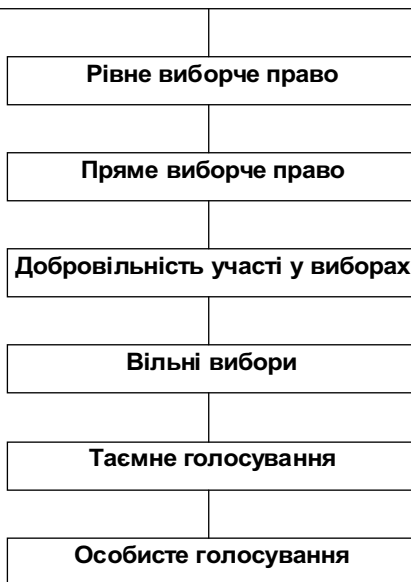 Рівне виборче право
Пряме виборче право
Добровільність участі у виборах
Вільні вибори
Таємне голосування
Особисте голосування